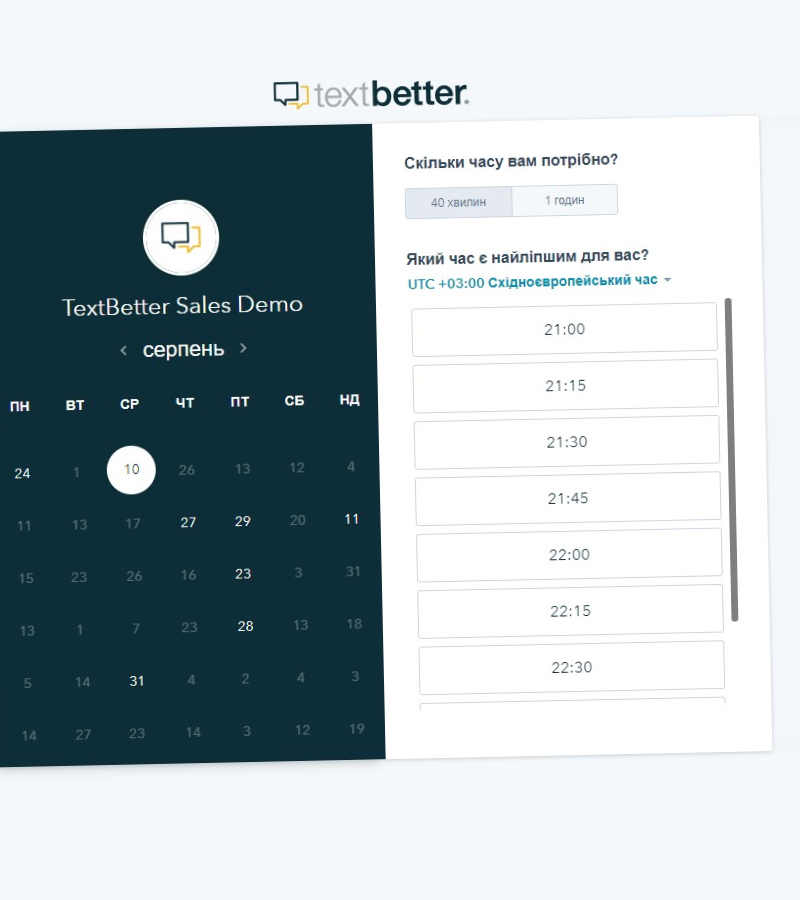 textbetter.
TextBetter Sales Demo
серпень
ПН ВТ СР ЧТ ПТ СБ НД
24 1 10 26 13 12 4
11 13 17 27 29 20 11
15 23 26 16 23 3 31
13 1 7 23 28 13 18
5 14 31 4 2 4 3
14 27 23 14 3 12 19
Скільки часу вам потрібно?
40 хвилин 1 годин
Який час є найліпшим для вас?
UTC +03:00 Східноєвропейський час
21:00
21:15
21:30
21:45
22:00
22:15
22:30